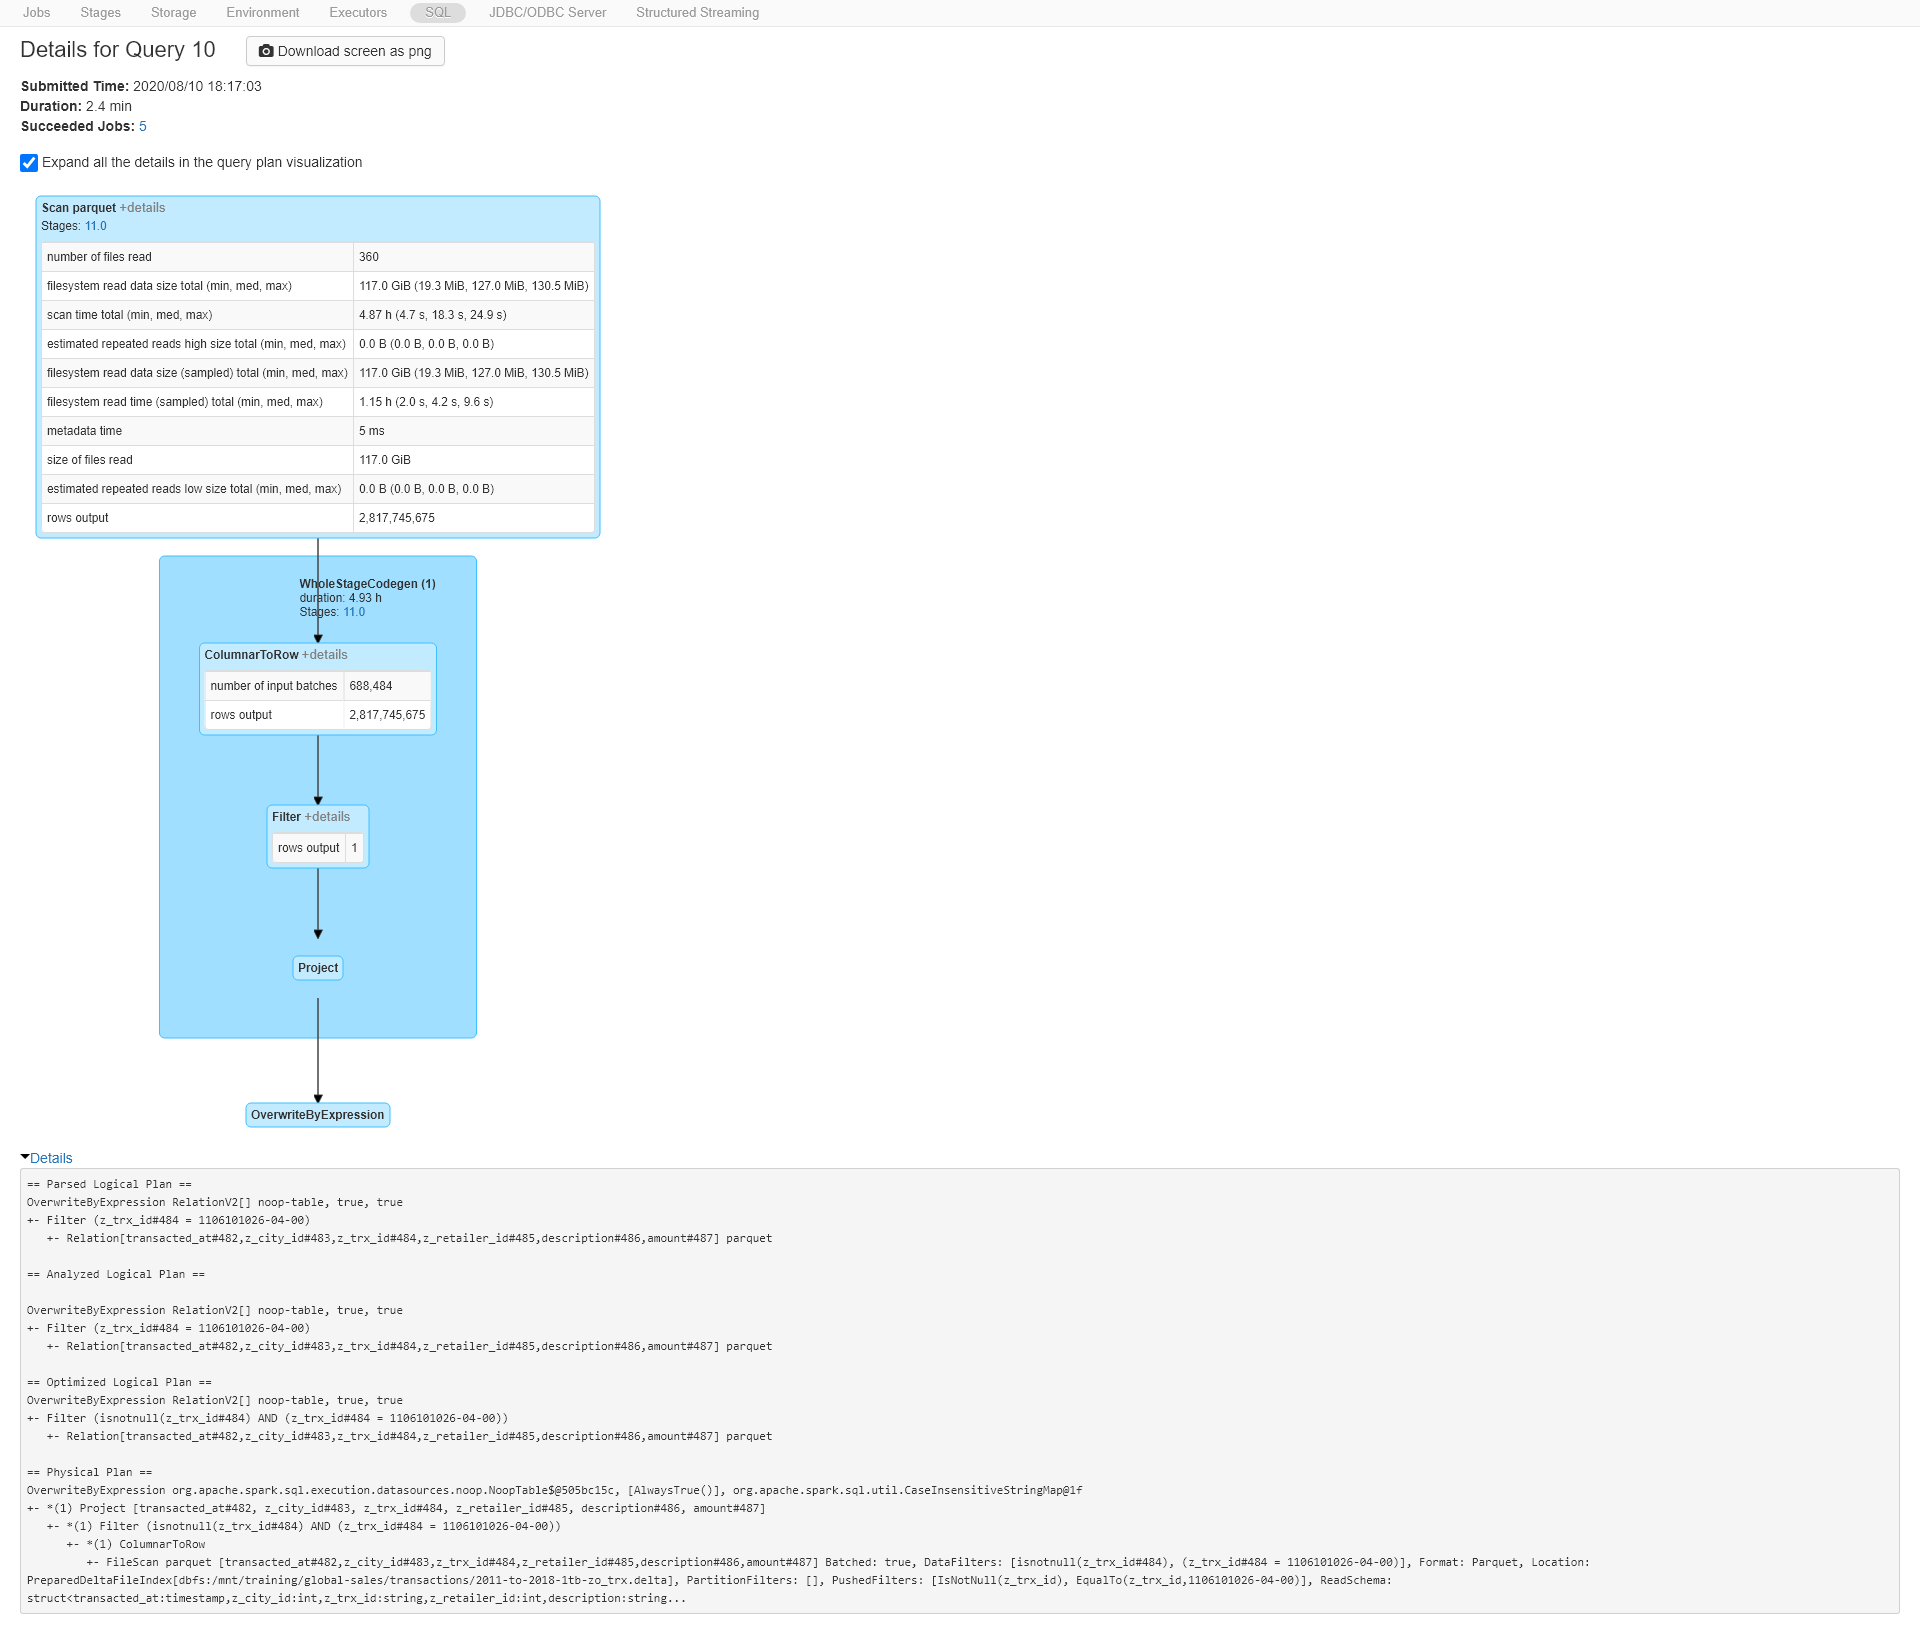 Jobs Stages Storage Environment Executors SQL JDBC/ODBC Server Structured Streaming
Details for Query 10 Download screen as png
Submitted Time: 2020/08/10 18:17:03
Duration: 2.4 min
Succeeded Jobs: 5
Expand all the details in the query plan visualization
Scan parquet +details
Stages: 11.0
number of files read 360
filesystem read data size total (min, med, max) 117.0 GiB (19.3 MiB, 127.0 MiB, 130.5 MiB)
scan time total (min, med, max) 4.87 h (4.7 s, 18.3 s, 24.9 s)
estimated repeated reads high size total (min, med, max) 0.0 B (0.0 B, 0.0 B, 0.0 B)
filesystem read data size (sampled) total (min, med, max) 117.0 GiB (19.3 MiB, 127.0 MiB, 130.5 MiB)
filesystem read time (sampled) total (min, med, max) 1.15 h (2.0 s, 4.2 s, 9.6 s)
metadata time 5 ms
size of files read 117.0 GiB
estimated repeated reads low size total (min, med, max) 0.0 B (0.0 B, 0.0 B, 0.0 B)
rows output 2,817,745,675
WholeStageCodegen (1)
duration: 4.93 h
Stages: 11.0
ColumnarToRow +details
number of input batches 688,484
rows output 2,817,745,675
Filter +details
rows output 1
Project
OverwriteByExpression
Details
== Parsed Logical Plan ==
OverwriteByExpression RelationV2[] noop-table, true, true
+- Filter (z_trx_id#484 = 1106101026-04-00)
   +- Relation[transacted_at#482,z_city_id#483,z_trx_id#484,z_retailer_id#485,description#486,amount#487] parquet
== Analyzed Logical Plan ==
OverwriteByExpression RelationV2[] noop-table, true, true
+- Filter (z_trx_id#484 = 1106101026-04-00)
   +- Relation[transacted_at#482,z_city_id#483,z_trx_id#484,z_retailer_id#485,description#486,amount#487] parquet
== Optimized Logical Plan ==
OverwriteByExpression RelationV2[] noop-table, true, true
+- Filter (isnotnull(z_trx_id#484) AND (z_trx_id#484 = 1106101026-04-00))
   +- Relation[transacted_at#482,z_city_id#483,z_trx_id#484,z_retailer_id#485,description#486,amount#487] parquet
== Physical Plan ==
OverwriteByExpression org.apache.spark.sql.execution.datasources.noop.NoopTable$@505bc15c, [AlwaysTrue()], org.apache.spark.sql.util.CaseInsensitiveStringMap@1f
+- *(1) Project [transacted_at#482, z_city_id#483, z_trx_id#484, z_retailer_id#485, description#486, amount#487]
   +- *(1) Filter (isnotnull(z_trx_id#484) AND (z_trx_id#484 = 1106101026-04-00))
      +- *(1) ColumnarToRow
         +- FileScan parquet [transacted_at#482,z_city_id#483,z_trx_id#484,z_retailer_id#485,description#486,amount#487] Batched: true, DataFilters: [isnotnull(z_trx_id#484), (z_trx_id#484 = 1106101026-04-00)], Format: Parquet, Location:
PreparedDeltaFileIndex[dbfs:/mnt/training/global-sales/transactions/2011-to-2018-1tb-zo_trx.delta], PartitionFilters: [], PushedFilters: [IsNotNull(z_trx_id), EqualTo(z_trx_id,1106101026-04-00)], ReadSchema:
struct<transacted_at:timestamp,z_city_id:int,z_trx_id:string,z_retailer_id:int,description:string...